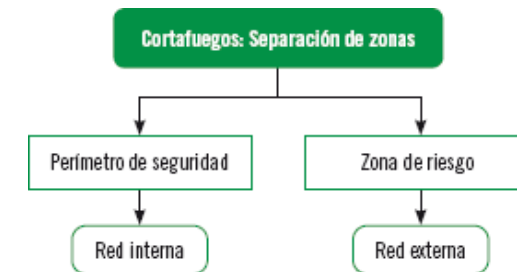 Cortafuegos: Separación de zonas
Perímetro de seguridad
Zona de riesgo
Red interna
Red externa